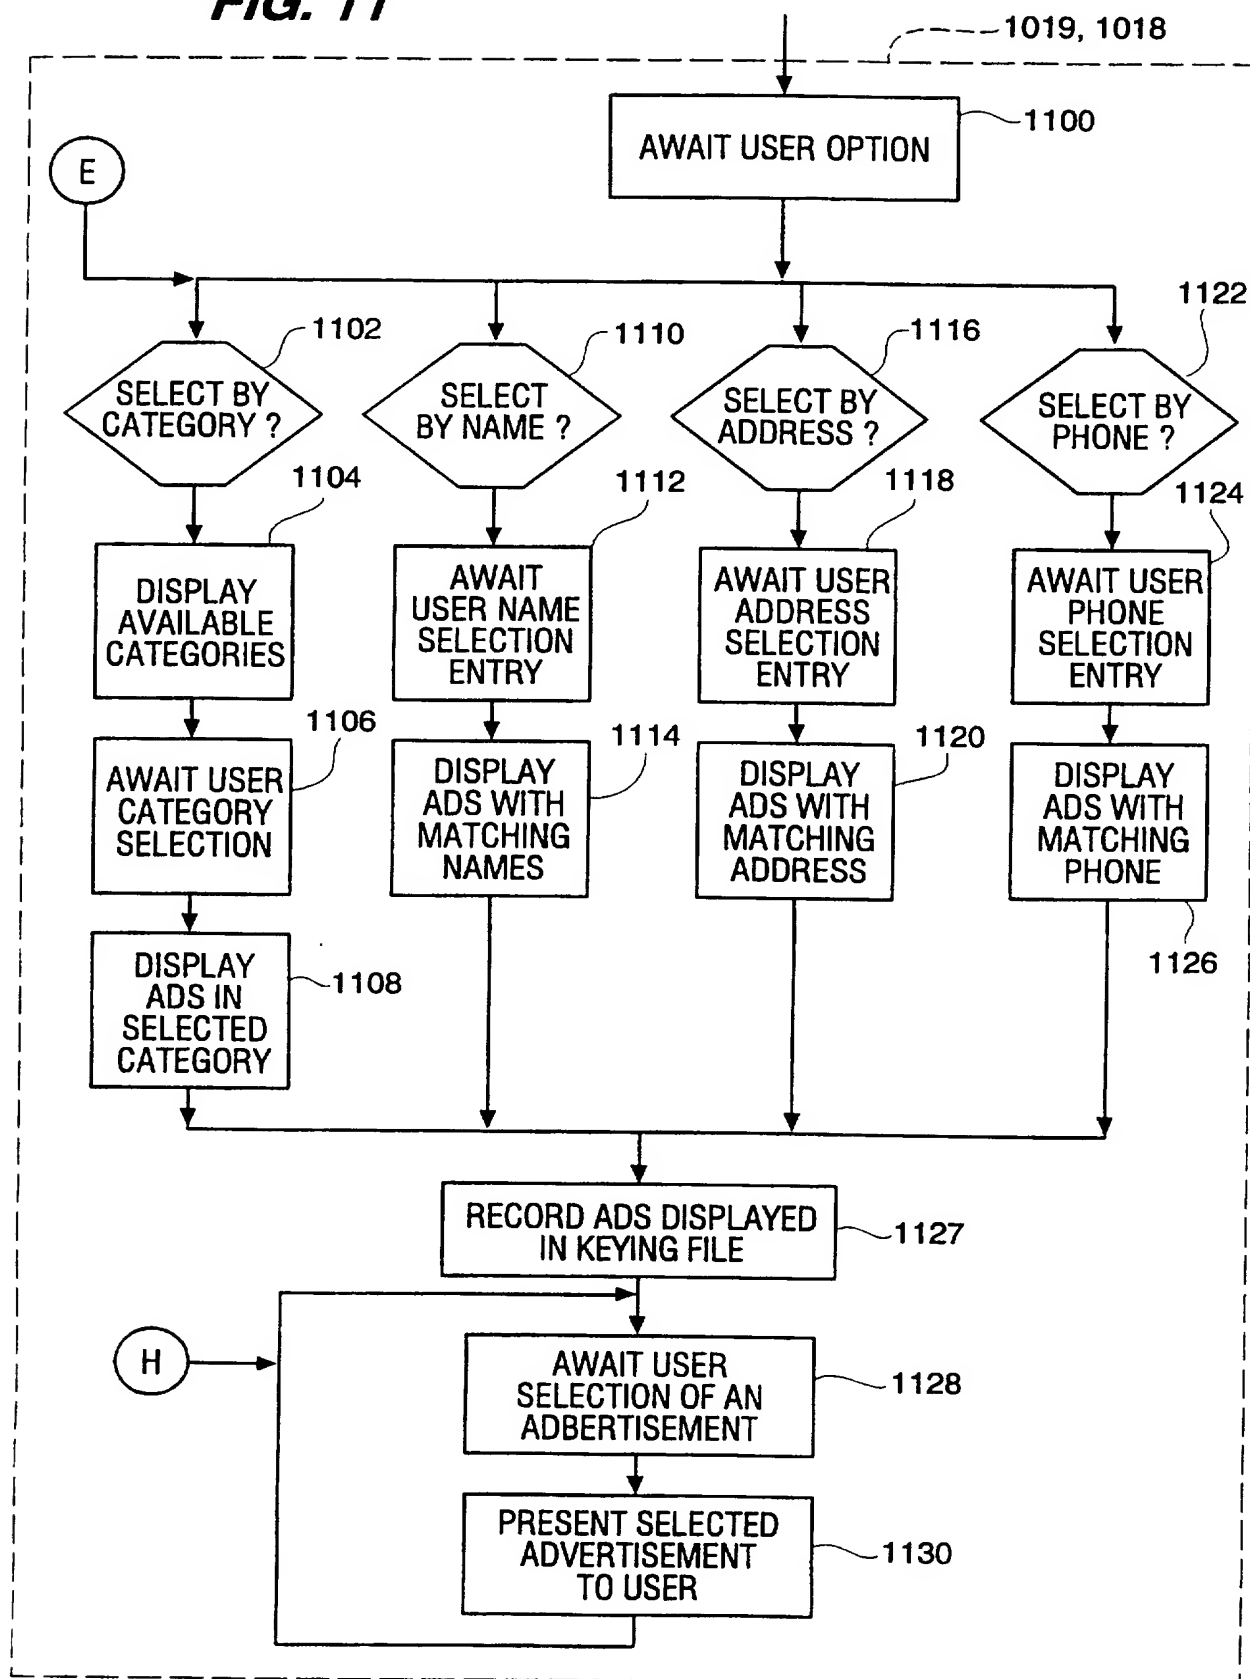 FIG. 11
1019, 1018
AWAIT USER OPTION
1100
E
1122
1102
1110
1116
SELECT BY
CATEGORY ?
SELECT
BY NAME ?
SELECT BY
ADDRESS ?
SELECT BY
PHONE ?
1104
1112
1118
1124
DISPLAY
AVAILABLE
CATEGORIES
AWAIT
USER NAME
SELECTION
ENTRY
AWAIT USER
ADDRESS
SELECTION
ENTRY
AWAIT USER
PHONE
SELECTION
ENTRY
1106
1114
1120
AWAIT USER
CATEGORY
SELECTION
DISPLAY
ADS WITH
MATCHING
NAMES
DISPLAY
ADS WITH
MATCHING
ADDRESS
DISPLAY
ADS WITH
MATCHING
PHONE
1126
DISPLAY
ADS IN
SELECTED
CATEGORY
1108
RECORD ADS DISPLAYED
IN KEYING FILE
1127
H
AWAIT USER
SELECTION OF AN
ADBERTISEMENT
1128
PRESENT SELECTED
ADVERTISEMENT
TO USER
1130